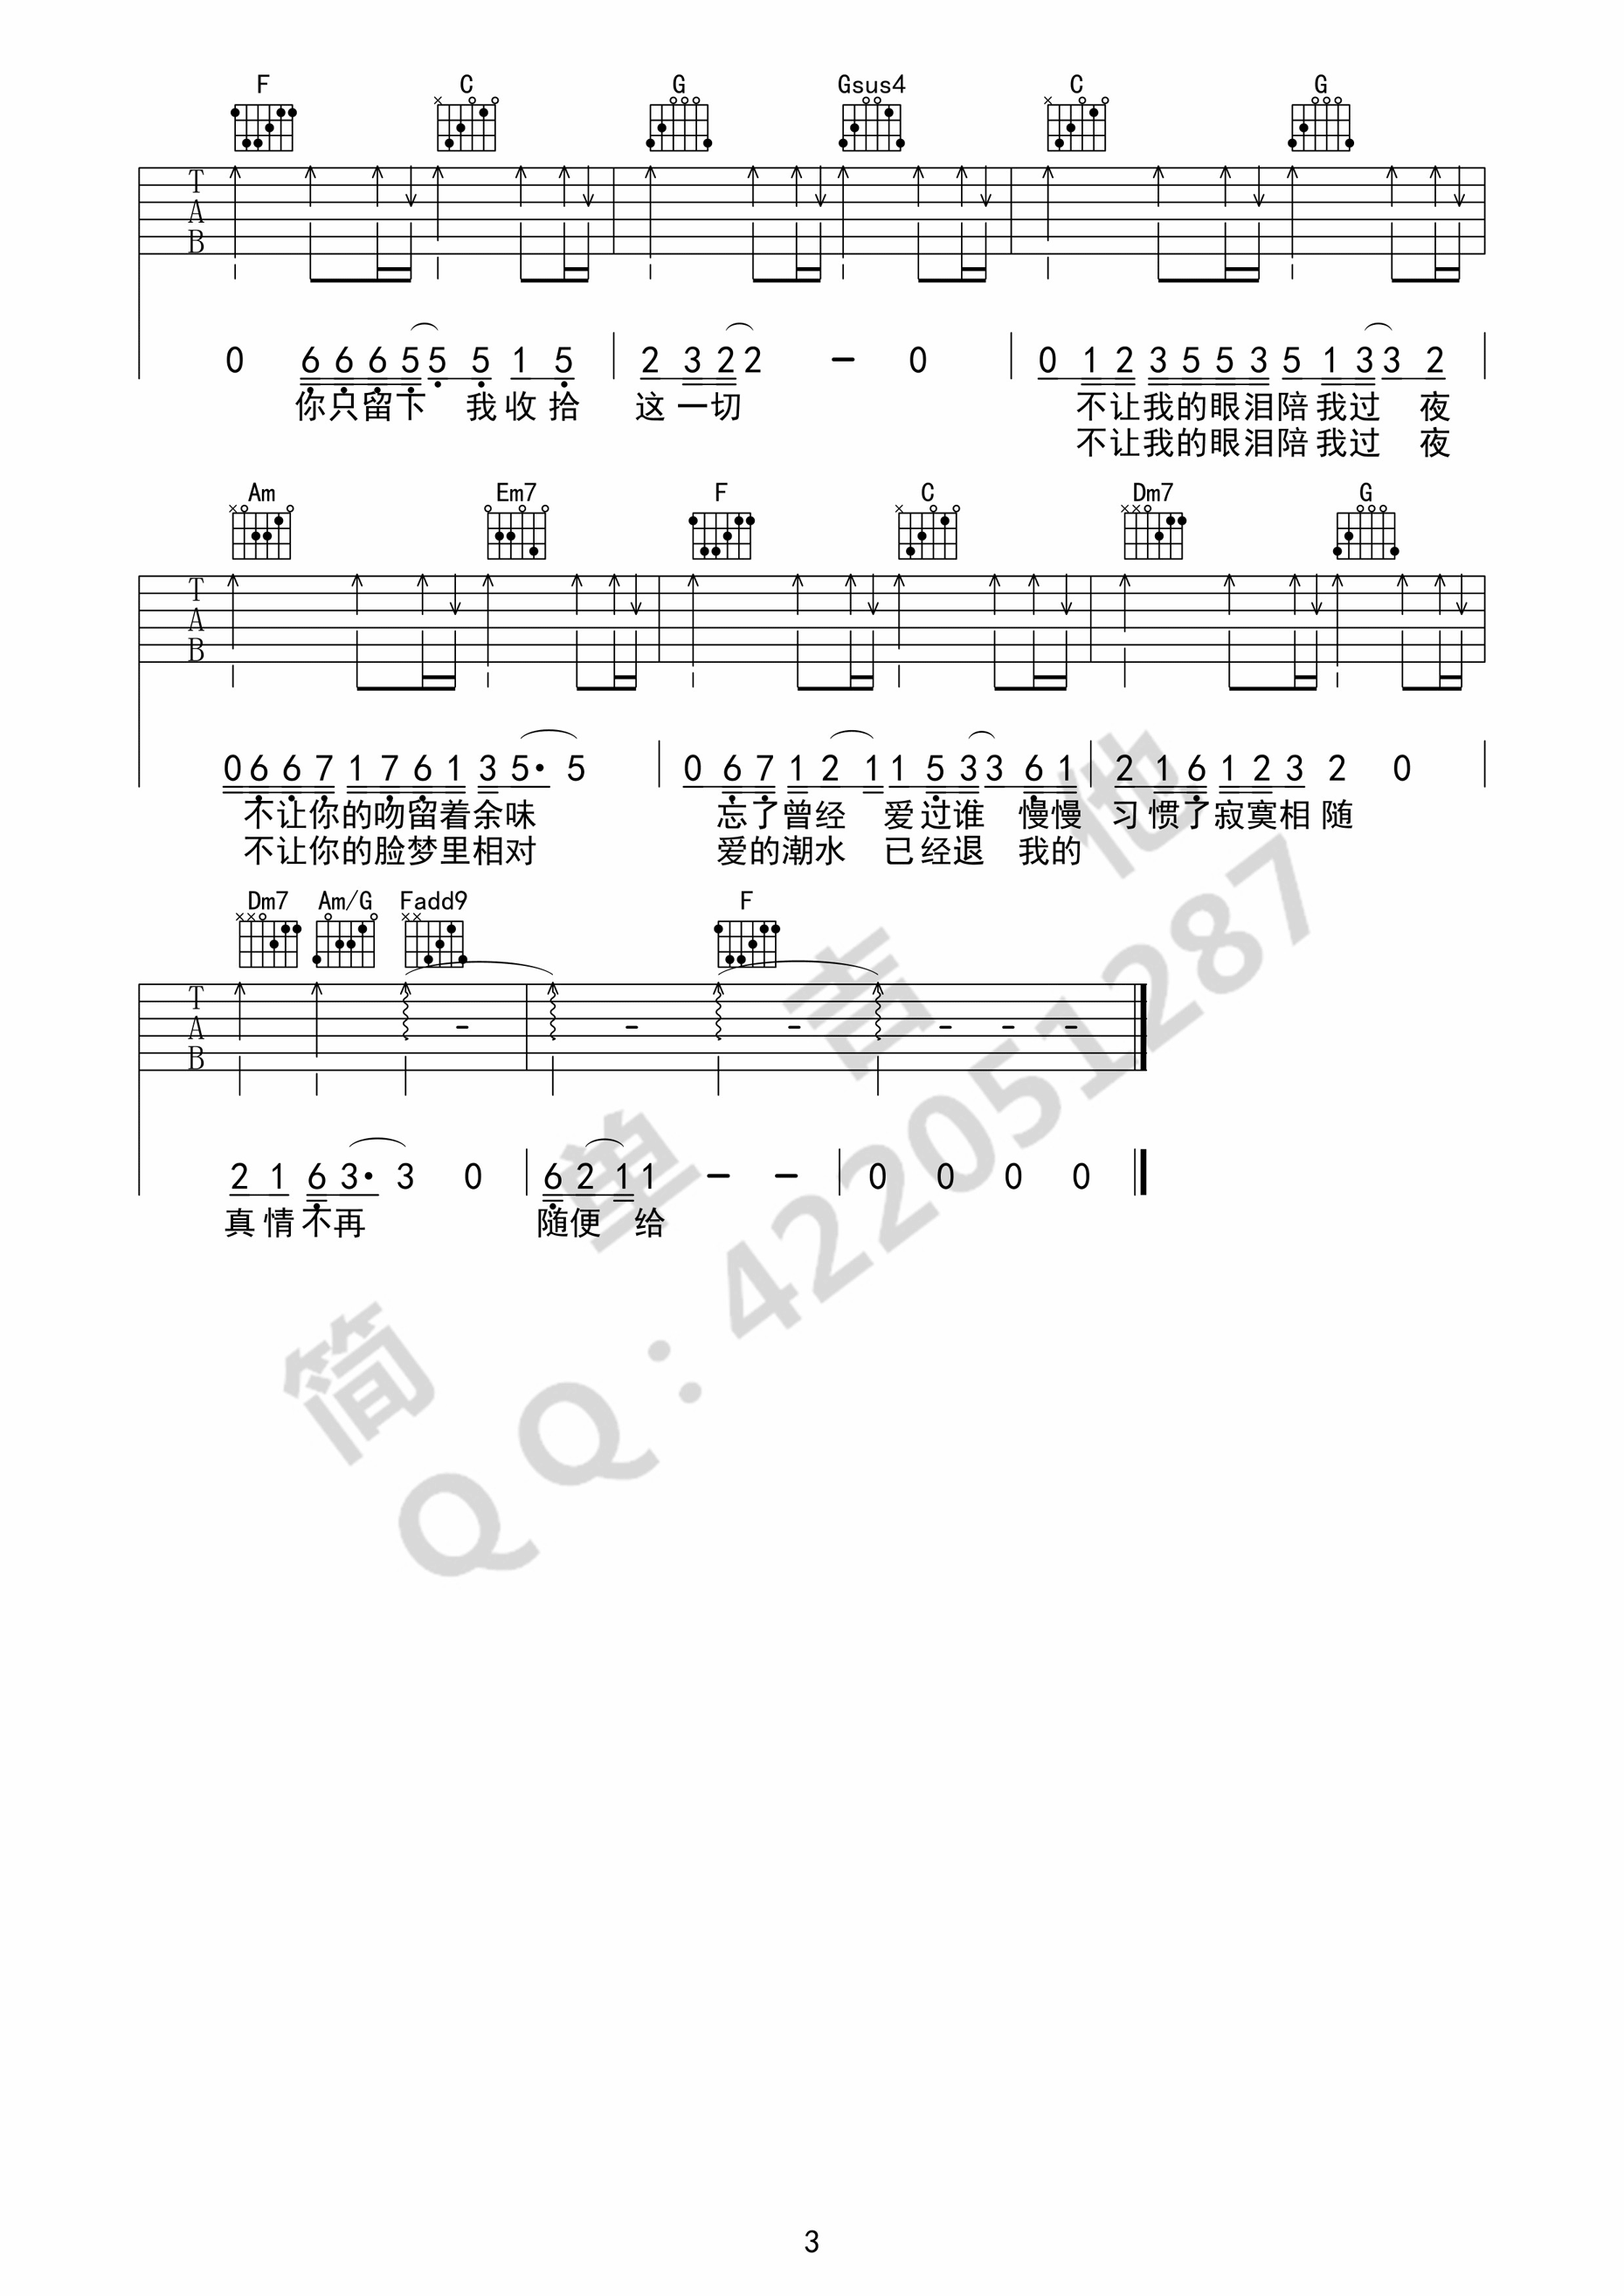 F C G Gsus4 C G
T
A
B
0 6 6 6 5 5 5 1 5 2 3 2 2 - 0 0 1 2 3 5 5 3 5 1 3 3 2
你只留下 我收拾 这一切 不让我的眼泪陪我过 夜
不让我的眼泪陪我过 夜
Am Em7 F C Dm7 G
T
A
B
0 6 6 7 1 7 6 1 3 5· 5 0 6 7 1 2 1 1 5 3 3 6 1 2 1 6 1 2 3 2 0
不让你的吻留着余味 忘了曾经 爱过谁 慢慢 习惯了寂寞相随
不让你的脸梦里相对 爱的潮水 已经退 我的
Dm7 Am/G Fadd9 F
T
A
B
2 1 6 3· 3 0 6 2 1 1 - - 0 0 0 0
真情不再 随便 给
简单吉他
QQ：422051287
3